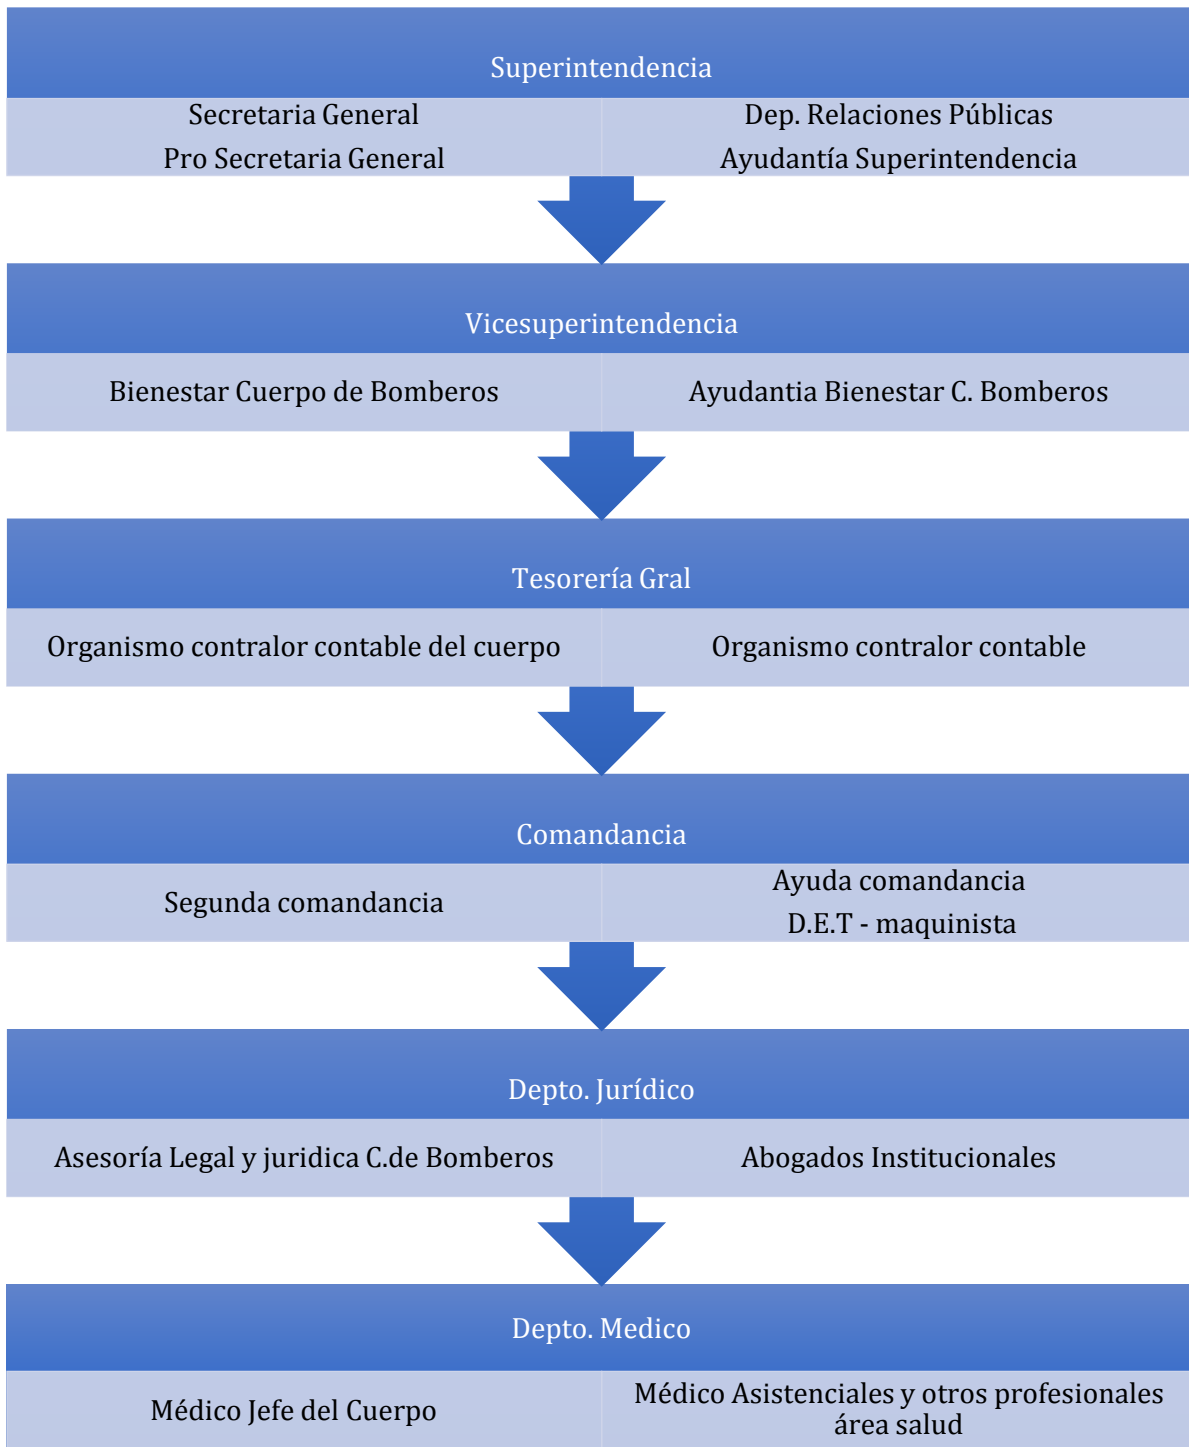 Superintendencia
Secretaria General
Pro Secretaria General
Dep. Relaciones Públicas
Ayudantía Superintendencia
Vicesuperintendencia
Bienestar Cuerpo de Bomberos
Ayudantia Bienestar C. Bomberos
Tesorería Gral
Organismo contralor contable del cuerpo
Organismo contralor contable
Comandancia
Segunda comandancia
Ayuda comandancia
D.E.T - maquinista
Depto. Jurídico
Asesoría Legal y juridica C.de Bomberos
Abogados Institucionales
Depto. Medico
Médico Jefe del Cuerpo
Médico Asistenciales y otros profesionales
área salud